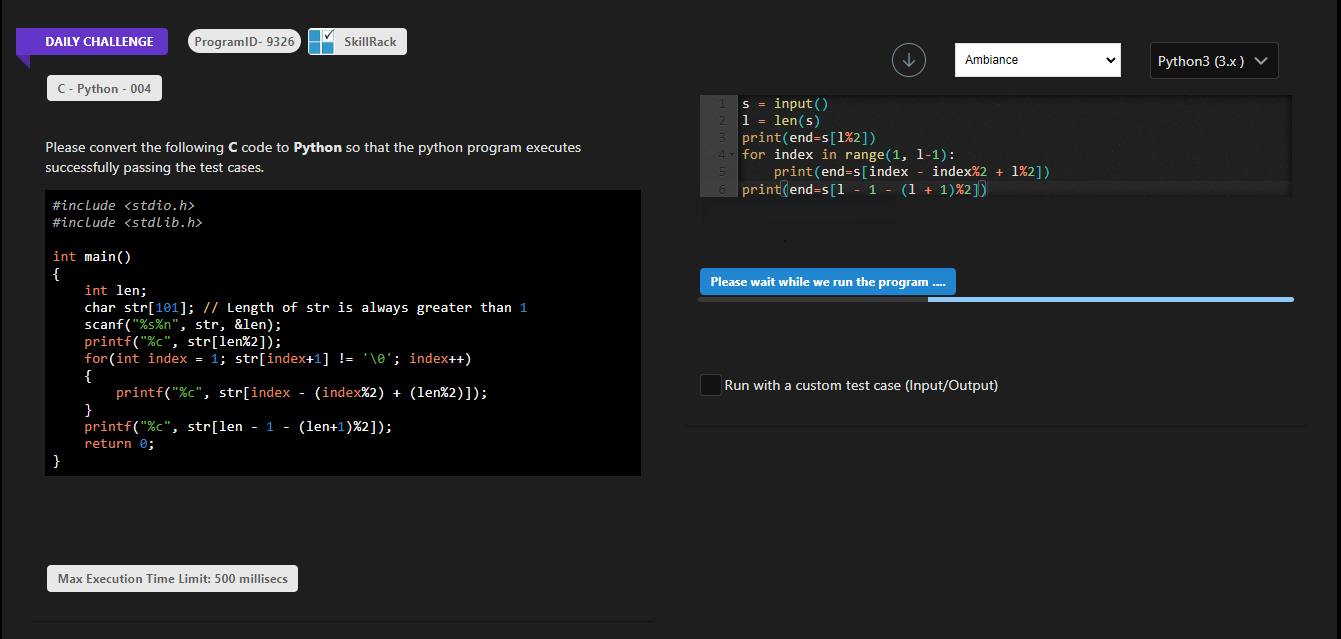 DAILY CHALLENGE
ProgramID- 9326
SkillRack
C - Python - 004
Please convert the following C code to Python so that the python program executes
successfully passing the test cases.
#include <stdio.h>
#include <stdlib.h>
int main()
{
    int len;
    char str[101]; // Length of str is always greater than 1
    scanf("%s%n", str, &len);
    printf("%c", str[len%2]);
    for(int index = 1; str[index+1] != '\0'; index++)
    {
        printf("%c", str[index - (index%2) + (len%2)]);
    }
    printf("%c", str[len - 1 - (len+1)%2]);
    return 0;
}
Max Execution Time Limit: 500 millisecs
Ambiance
Python3 (3.x )
1 s = input()
2 l = len(s)
3 print(end=s[l%2])
4 for index in range(1, l-1):
5     print(end=s[index - index%2 + l%2])
6 print(end=s[l - 1 - (l + 1)%2])
Please wait while we run the program ....
Run with a custom test case (Input/Output)